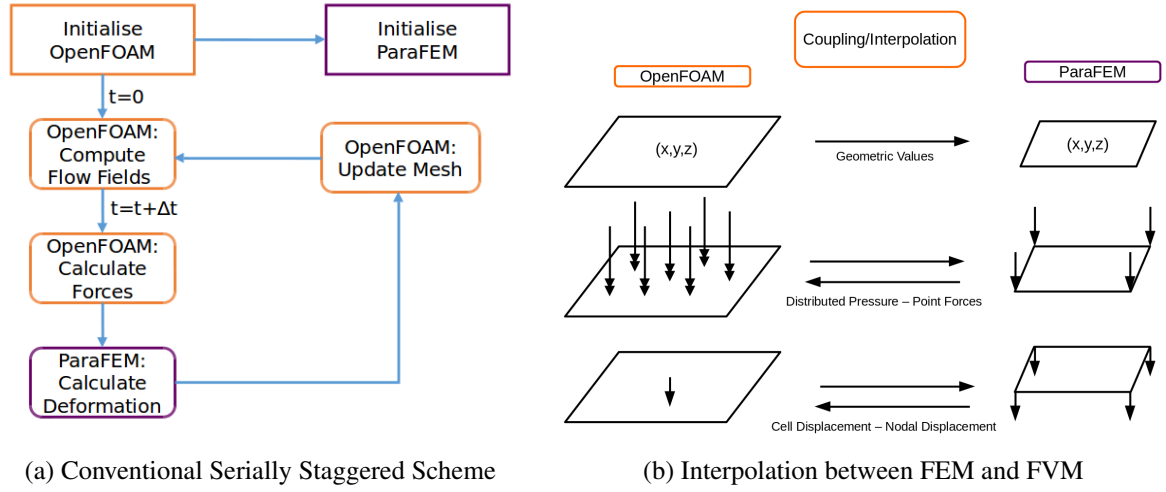 Initialise
OpenFOAM
Initialise
ParaFEM
t=0
OpenFOAM:
Compute
Flow Fields
OpenFOAM:
Update Mesh
t=t+Δt
OpenFOAM:
Calculate
Forces
ParaFEM:
Calculate
Deformation
(a) Conventional Serially Staggered Scheme
Coupling/Interpolation
OpenFOAM
ParaFEM
(x,y,z)
Geometric Values
(x,y,z)
Distributed Pressure – Point Forces
Cell Displacement – Nodal Displacement
(b) Interpolation between FEM and FVM